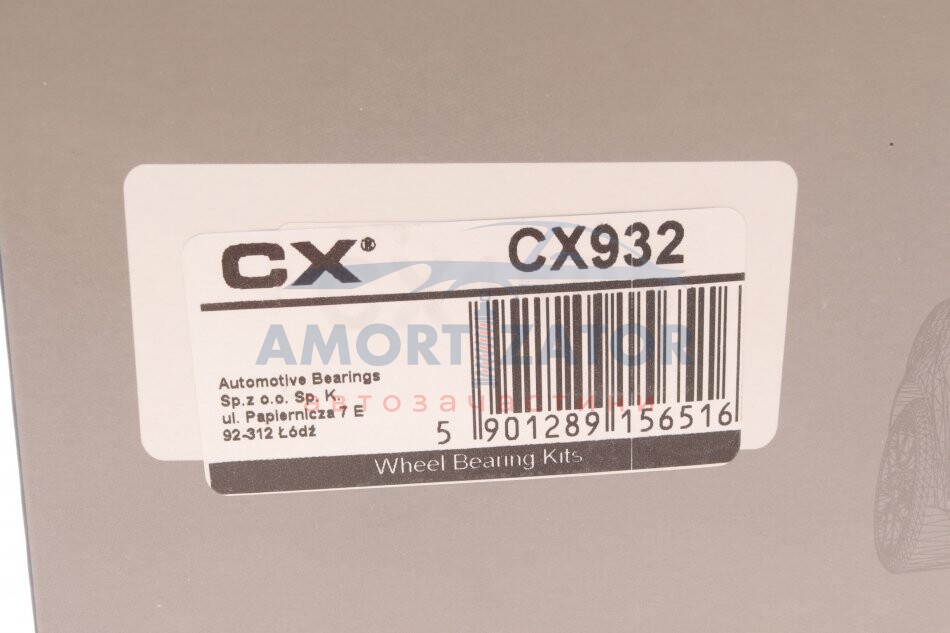 CX®
CX932
AMORTIZATOR
автозачастини
Automotive Bearings
Sp.z o.o. Sp. K.
ul. Papiernicza 7 E
92-312 Łódź
5 901289 156516
Wheel Bearing Kits